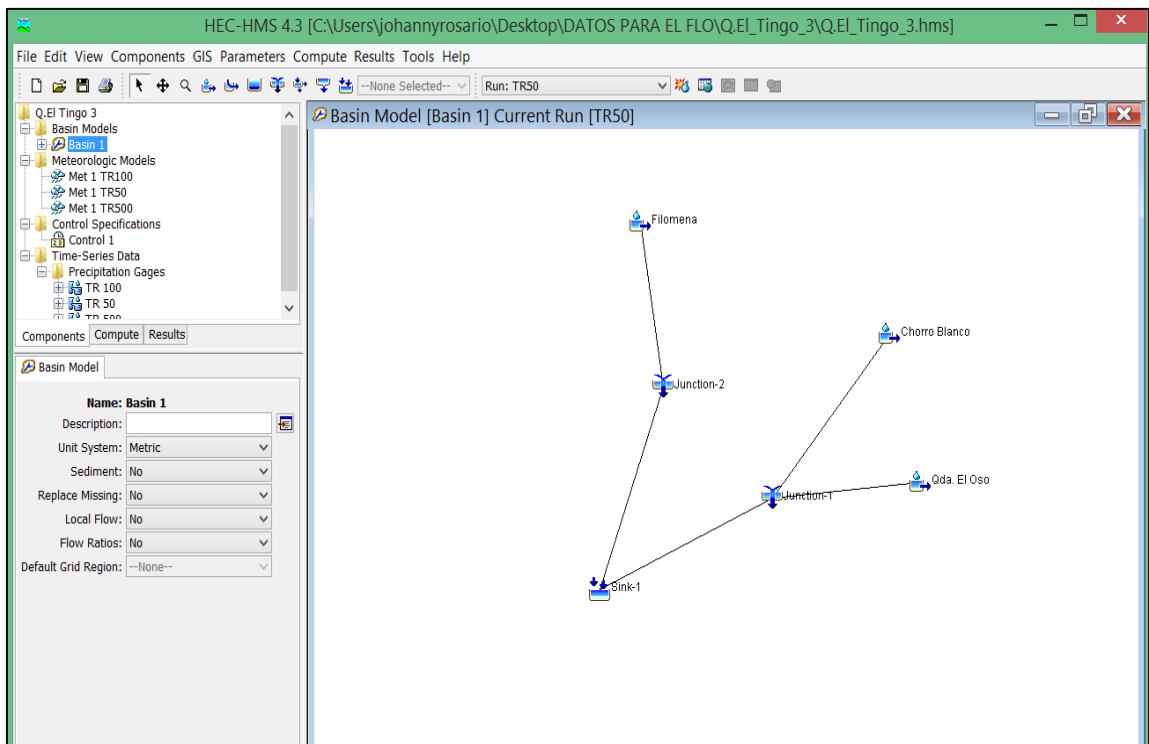 HEC-HMS 4.3 [C:\Users\johannyrosario\Desktop\DATOS PARA EL FLO\Q.El_Tingo_3\Q.El_Tingo_3.hms]
File Edit View Components GIS Parameters Compute Results Tools Help
--None Selected-- Run: TR50
Q.El Tingo 3
Basin Models
Basin 1
Meteorologic Models
Met 1 TR100
Met 1 TR50
Met 1 TR500
Control Specifications
Control 1
Time-Series Data
Precipitation Gages
TR 100
TR 50
TR 500
Components Compute Results
Basin Model
Name: Basin 1
Description:
Unit System: Metric
Sediment: No
Replace Missing: No
Local Flow: No
Flow Ratios: No
Default Grid Region: --None--
Basin Model [Basin 1] Current Run [TR50]
Filomena
Chorro Blanco
Junction-2
Qda. El Oso
Junction-1
Sink-1